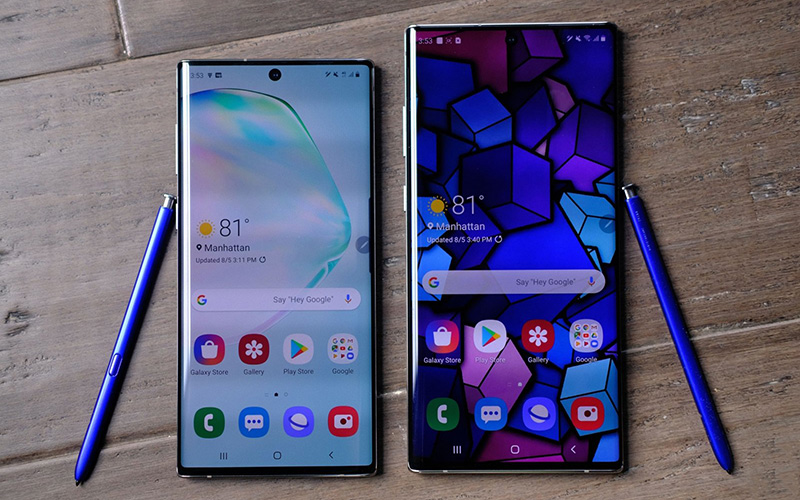 3:53
81°
Manhattan
Updated 8/5 3:11 PM
Say "Hey Google"
Galaxy Store
Gallery
Play Store
Google
3:53
81°
Manhattan
Updated 8/5 3:40 PM
Say "Hey Google"
Galaxy Store
Play Store
Gallery
Google